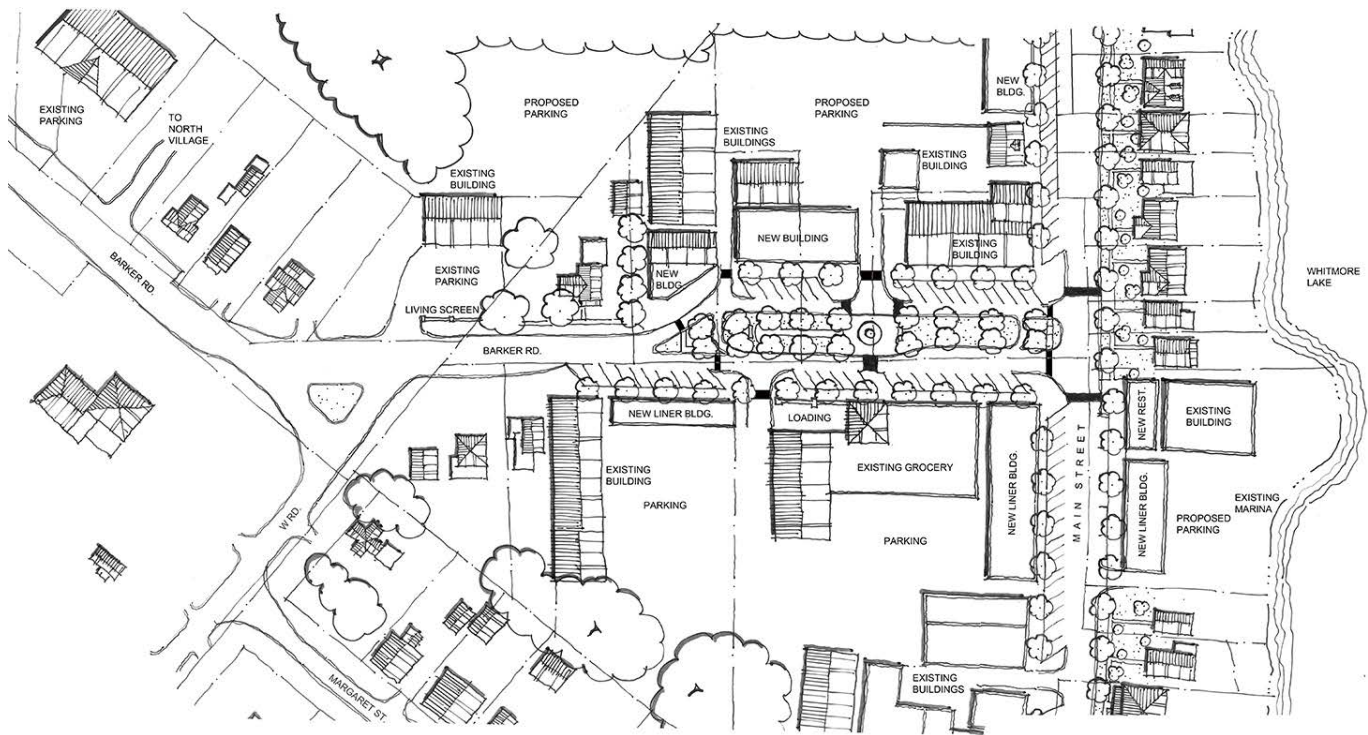 NEW
BLDG.
EXISTING
PARKING
TO
NORTH
VILLAGE
PROPOSED
PARKING
PROPOSED
PARKING
EXISTING
BUILDINGS
EXISTING
BUILDING
EXISTING
BUILDING
NEW BUILDING
EXISTING
BUILDING
BARKER RD.
EXISTING
PARKING
NEW
BLDG.
WHITMORE
LAKE
LIVING SCREEN
BARKER RD.
NEW LINER BLDG.
LOADING
NEW REST.
EXISTING
BUILDING
EXISTING
BUILDING
EXISTING GROCERY
NEW LINER BLDG.
MAIN STREET
NEW LINER BLDG.
PARKING
EXISTING
MARINA
PROPOSED
PARKING
W RD.
PARKING
MARGARET ST.
EXISTING
BUILDINGS